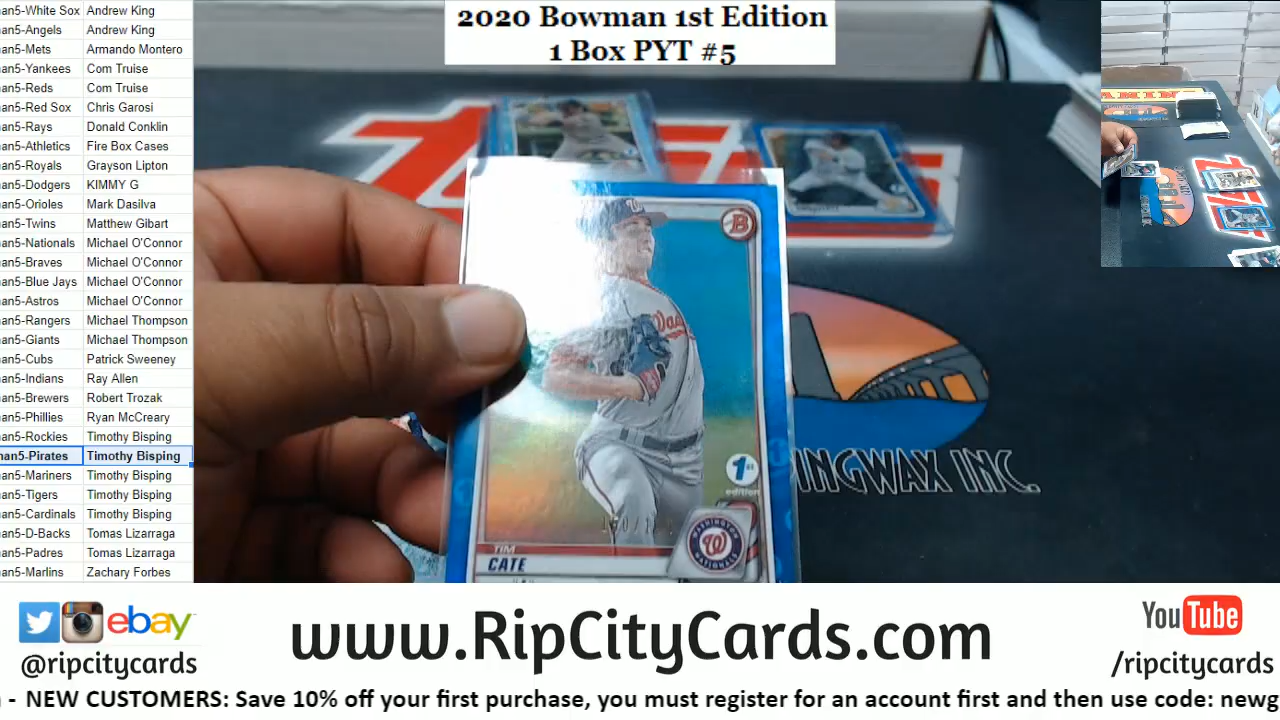 2020 Bowman 1st Edition
1 Box PYT #5
an5-White Sox Andrew King
an5-Angels Andrew King
an5-Mets Armando Montero
an5-Yankees Com Truise
an5-Reds Com Truise
an5-Red Sox Chris Garosi
an5-Rays Donald Conklin
an5-Athletics Fire Box Cases
an5-Royals Grayson Lipton
an5-Dodgers KIMMY G
an5-Orioles Mark Dasilva
an5-Twins Matthew Gibart
an5-Nationals Michael O'Connor
an5-Braves Michael O'Connor
an5-Blue Jays Michael O'Connor
an5-Astros Michael O'Connor
an5-Rangers Michael Thompson
an5-Giants Michael Thompson
an5-Cubs Patrick Sweeney
an5-Indians Ray Allen
an5-Brewers Robert Trozak
an5-Phillies Ryan McCreary
an5-Rockies Timothy Bisping
an5-Pirates Timothy Bisping
an5-Mariners Timothy Bisping
an5-Tigers Timothy Bisping
an5-Cardinals Timothy Bisping
an5-D-Backs Tomas Lizarraga
an5-Padres Tomas Lizarraga
an5-Marlins Zachary Forbes
B
1st
edition
WASHINGTON
W
NATIONALS
TIM
CATE
PINGWAX INC.
ebay
@ripcitycards
www.RipCityCards.com
YouTube
/ripcitycards
- NEW CUSTOMERS: Save 10% off your first purchase, you must register for an account first and then use code: newg